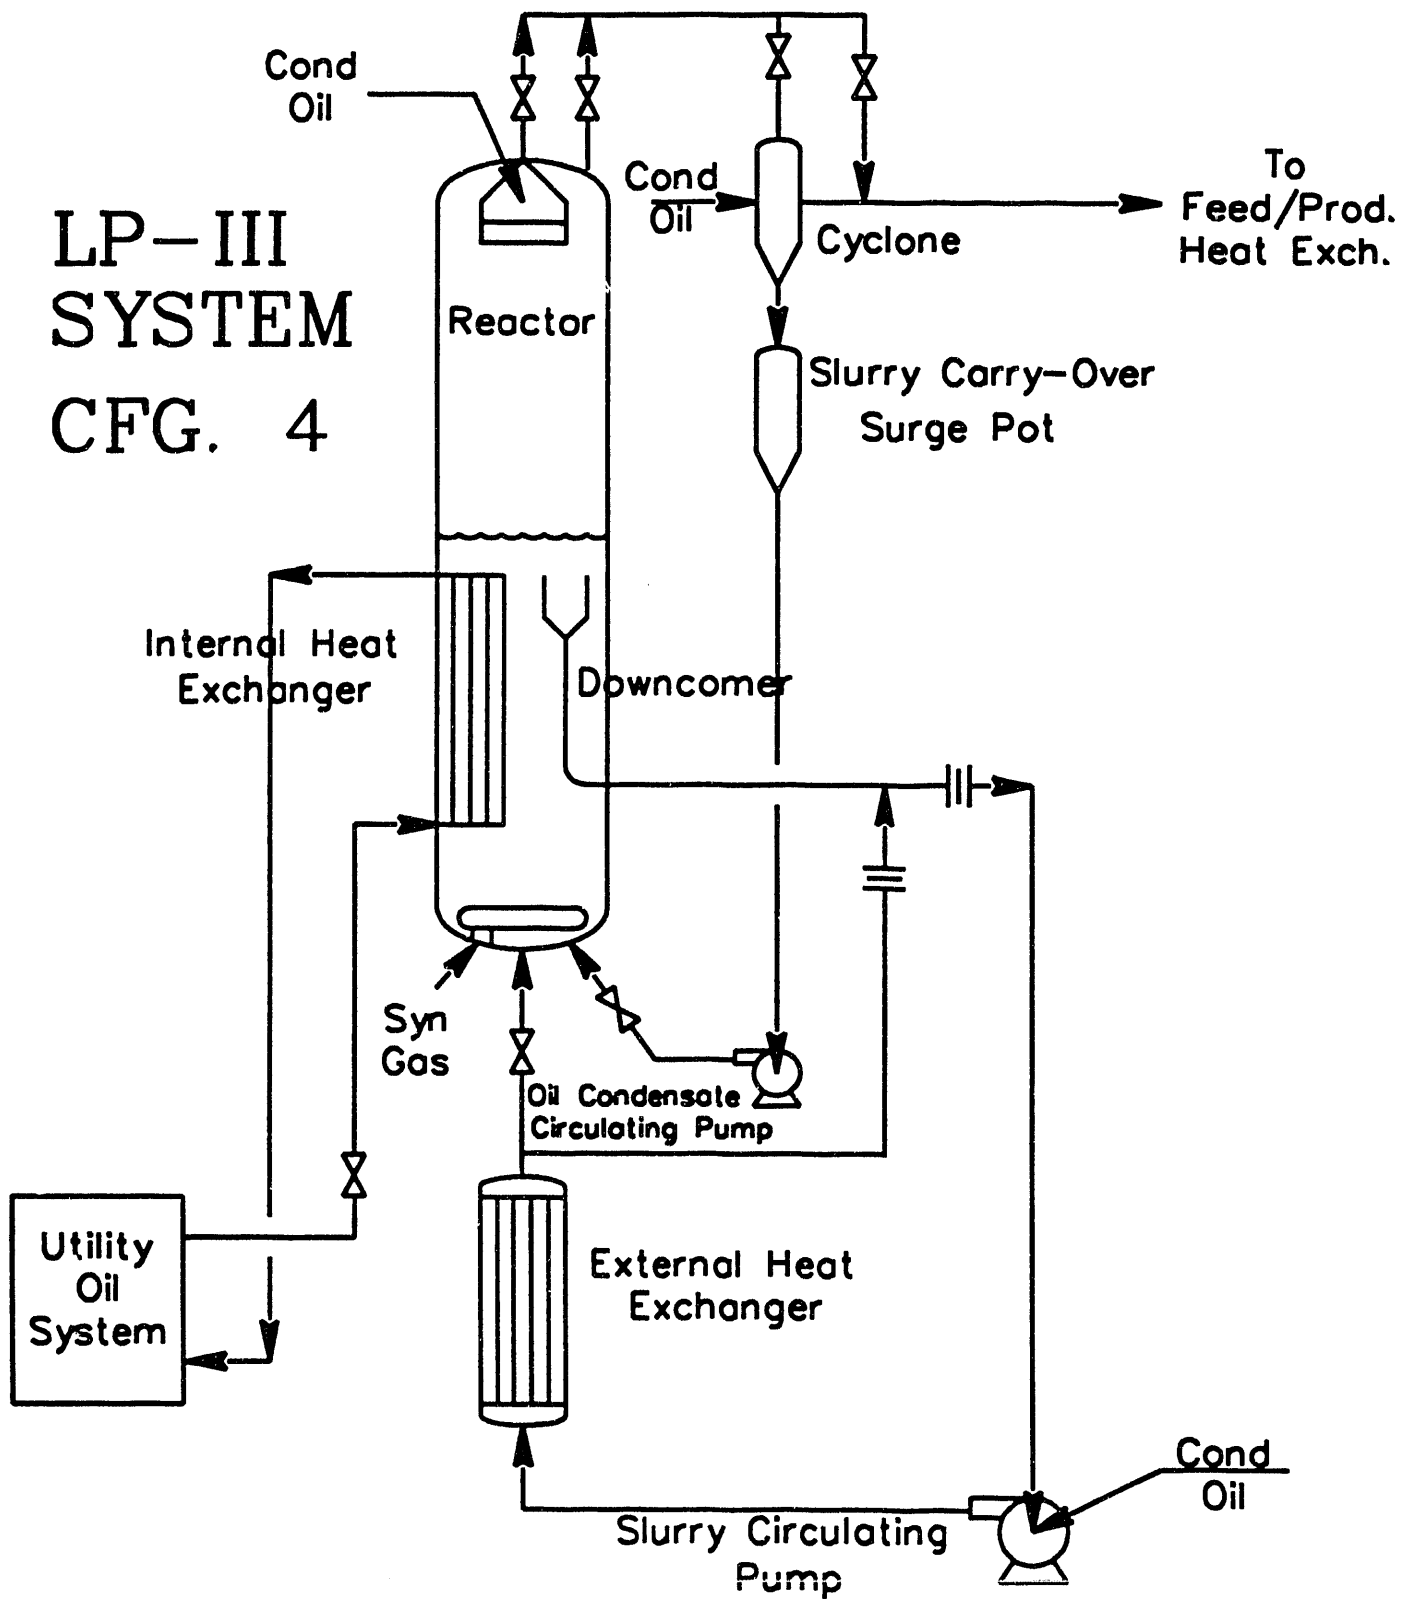 Cond
Oil
LP-III
SYSTEM
CFG. 4
Cond
Oil
Cyclone
To
Feed/Prod.
Heat Exch.
Reactor
Slurry Carry-Over
Surge Pot
Internal Heat
Exchanger
Downcomer
Syn
Gas
Oil Condensate
Circulating Pump
Utility
Oil
System
External Heat
Exchanger
Cond
Oil
Slurry Circulating
Pump